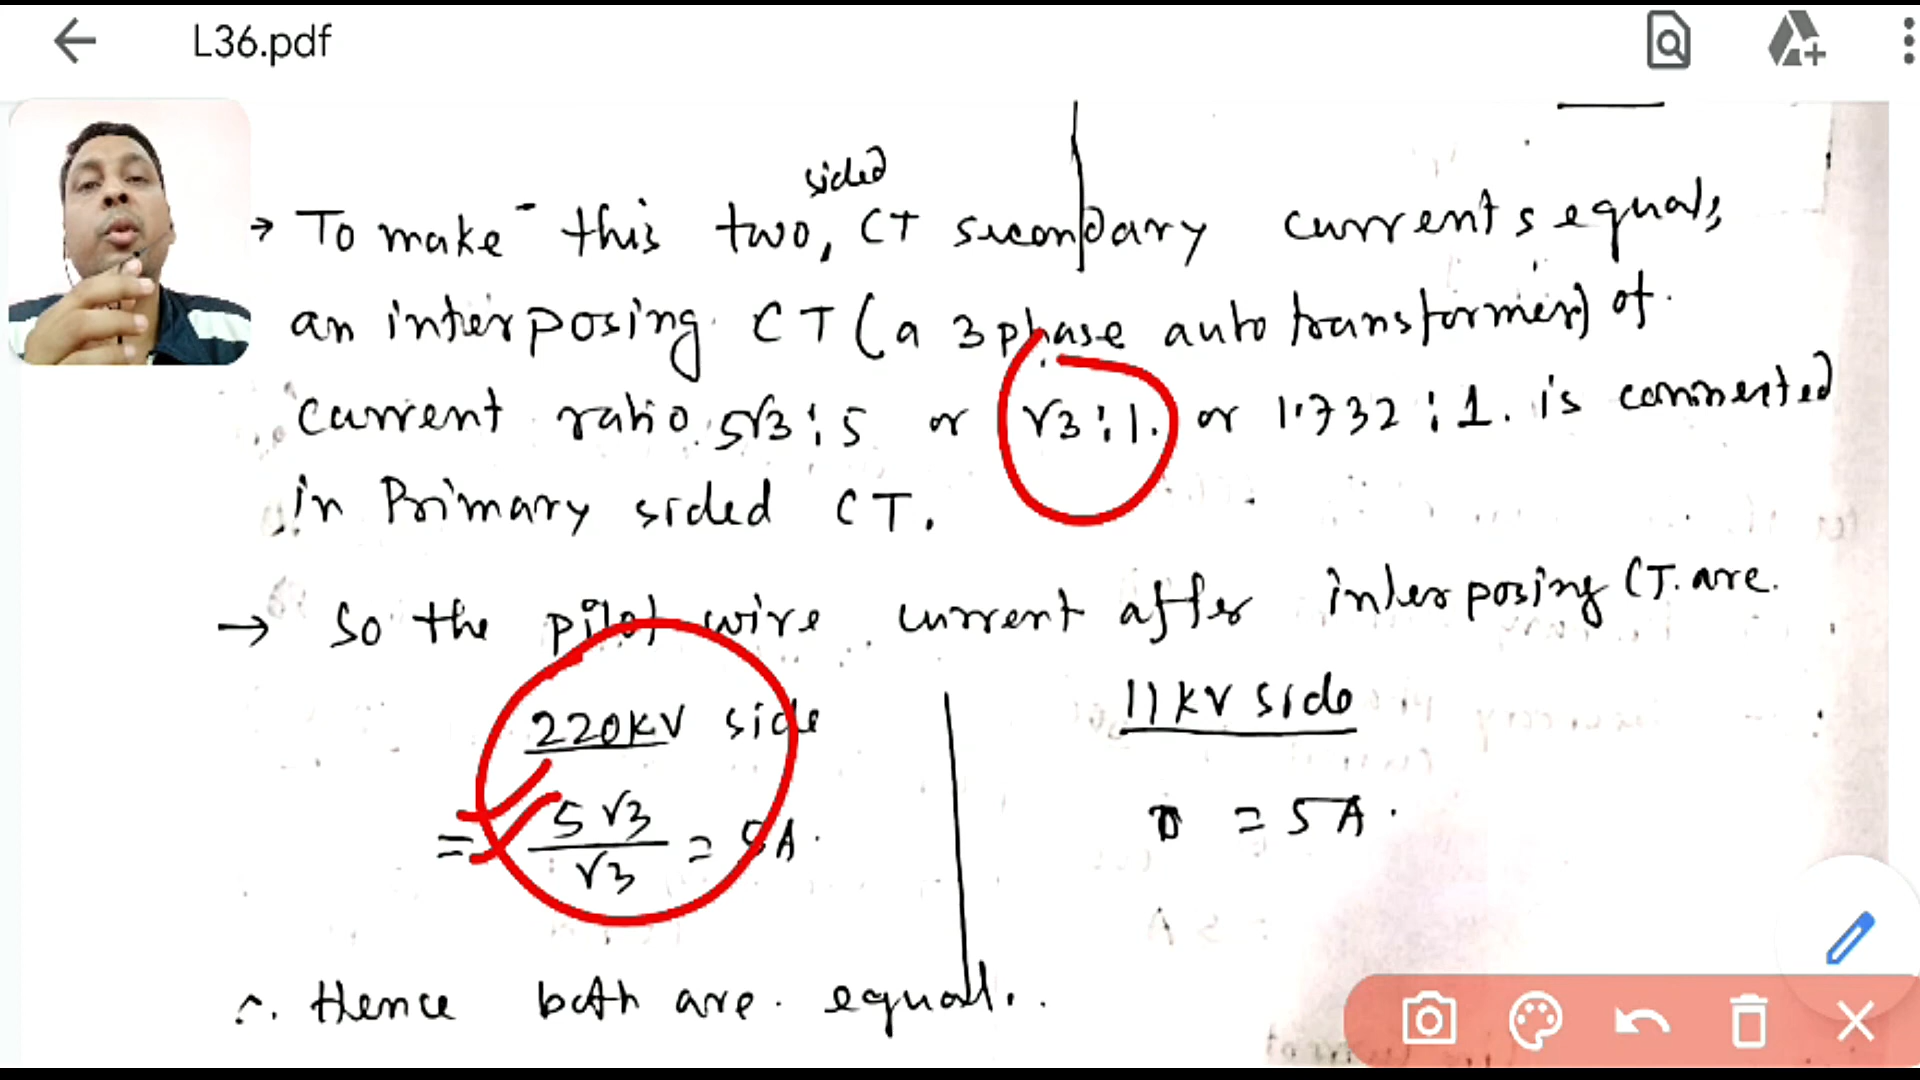 L36.pdf
sided
→ To make this two, CT secondary currents equal,
an interposing CT (a 3 phase auto transformer) of
current ratio 5√3 : 5 or √3 : 1. or 1.732 : 1. is connected
in Primary sided CT.
→ So the pilot wire current after interposing CT. are.
220KV side
11KV side
= 5√3 / √3 = 5A.
= 5A.
∴ Hence both are equal.